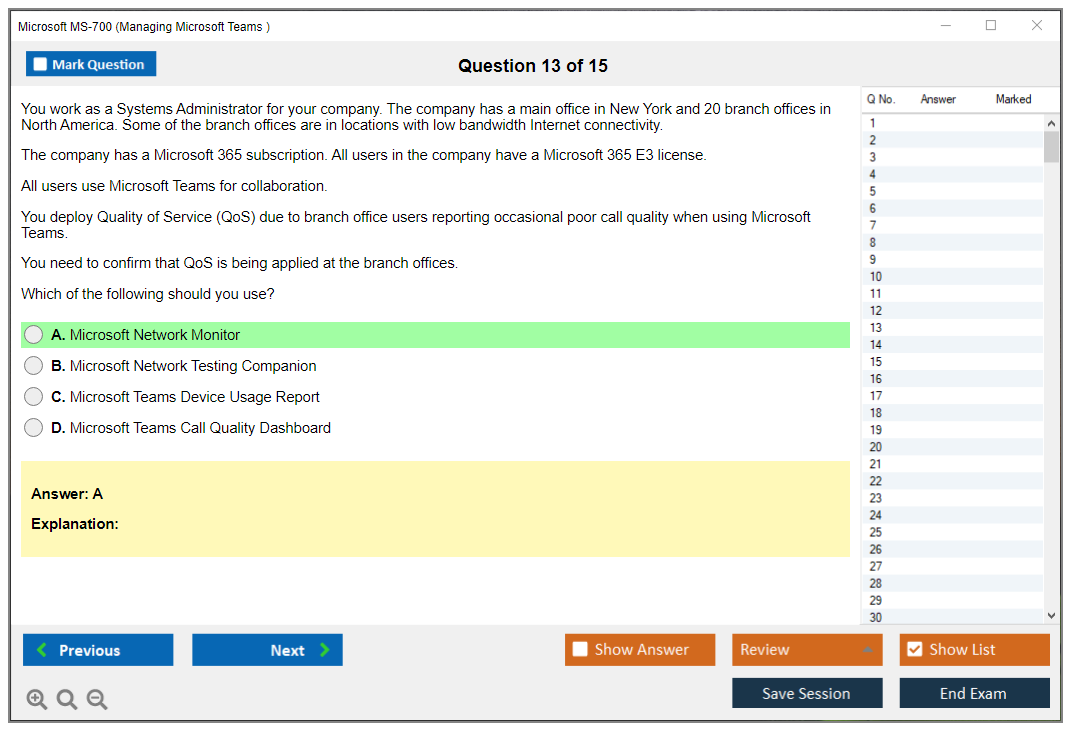 Microsoft MS-700 (Managing Microsoft Teams )
Mark Question
Question 13 of 15
You work as a Systems Administrator for your company. The company has a main office in New York and 20 branch offices in
North America. Some of the branch offices are in locations with low bandwidth Internet connectivity.
The company has a Microsoft 365 subscription. All users in the company have a Microsoft 365 E3 license.
All users use Microsoft Teams for collaboration.
You deploy Quality of Service (QoS) due to branch office users reporting occasional poor call quality when using Microsoft
Teams.
You need to confirm that QoS is being applied at the branch offices.
Which of the following should you use?
A. Microsoft Network Monitor
B. Microsoft Network Testing Companion
C. Microsoft Teams Device Usage Report
D. Microsoft Teams Call Quality Dashboard
Answer: A
Explanation:
Q No. Answer Marked
1
2
3
4
5
6
7
8
9
10
11
12
13
14
15
16
17
18
19
20
21
22
23
24
25
26
27
28
29
30
Previous
Next
Show Answer
Review
Show List
Save Session
End Exam